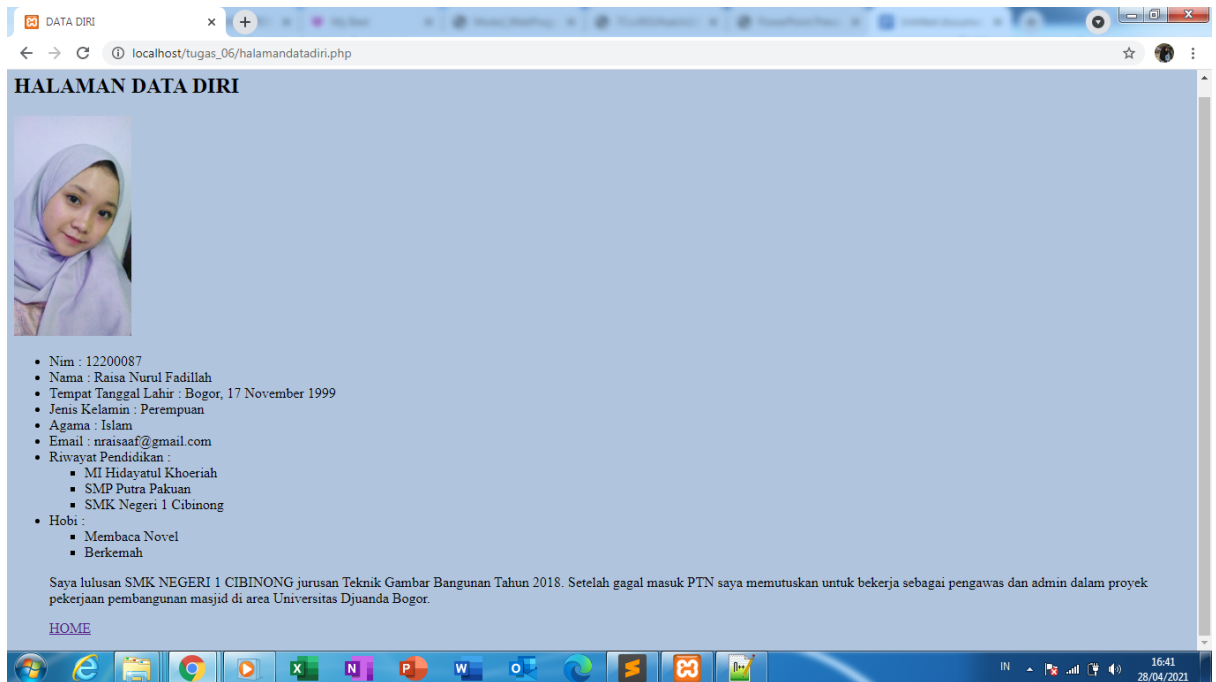 DATA DIRI
localhost/tugas_06/halamandatadiri.php
HALAMAN DATA DIRI
Nim : 12200087
Nama : Raisa Nurul Fadillah
Tempat Tanggal Lahir : Bogor, 17 November 1999
Jenis Kelamin : Perempuan
Agama : Islam
Email : nraisaaf@gmail.com
Riwayat Pendidikan :
MI Hidayatul Khoeriah
SMP Putra Pakuan
SMK Negeri 1 Cibinong
Hobi :
Membaca Novel
Berkemah
Saya lulusan SMK NEGERI 1 CIBINONG jurusan Teknik Gambar Bangunan Tahun 2018. Setelah gagal masuk PTN saya memutuskan untuk bekerja sebagai pengawas dan admin dalam proyek
pekerjaan pembangunan masjid di area Universitas Djuanda Bogor.
HOME
IN
16:41
28/04/2021